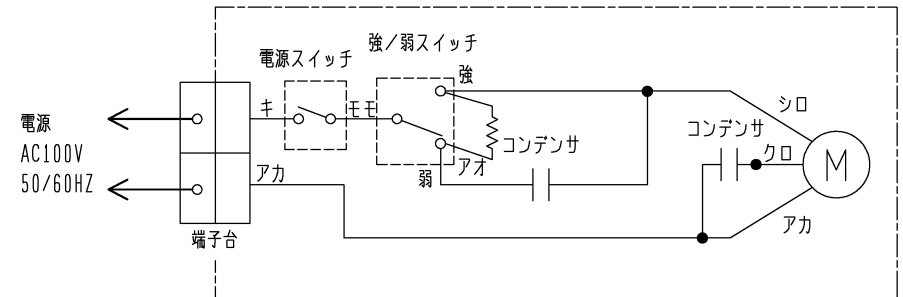 強/弱スイッチ
電源スイッチ
強
シロ
キ
モモ
電源
AC100V
50/60HZ
コンデンサ
コンデンサ
クロ
M
アオ
アカ
弱
アカ
端子台